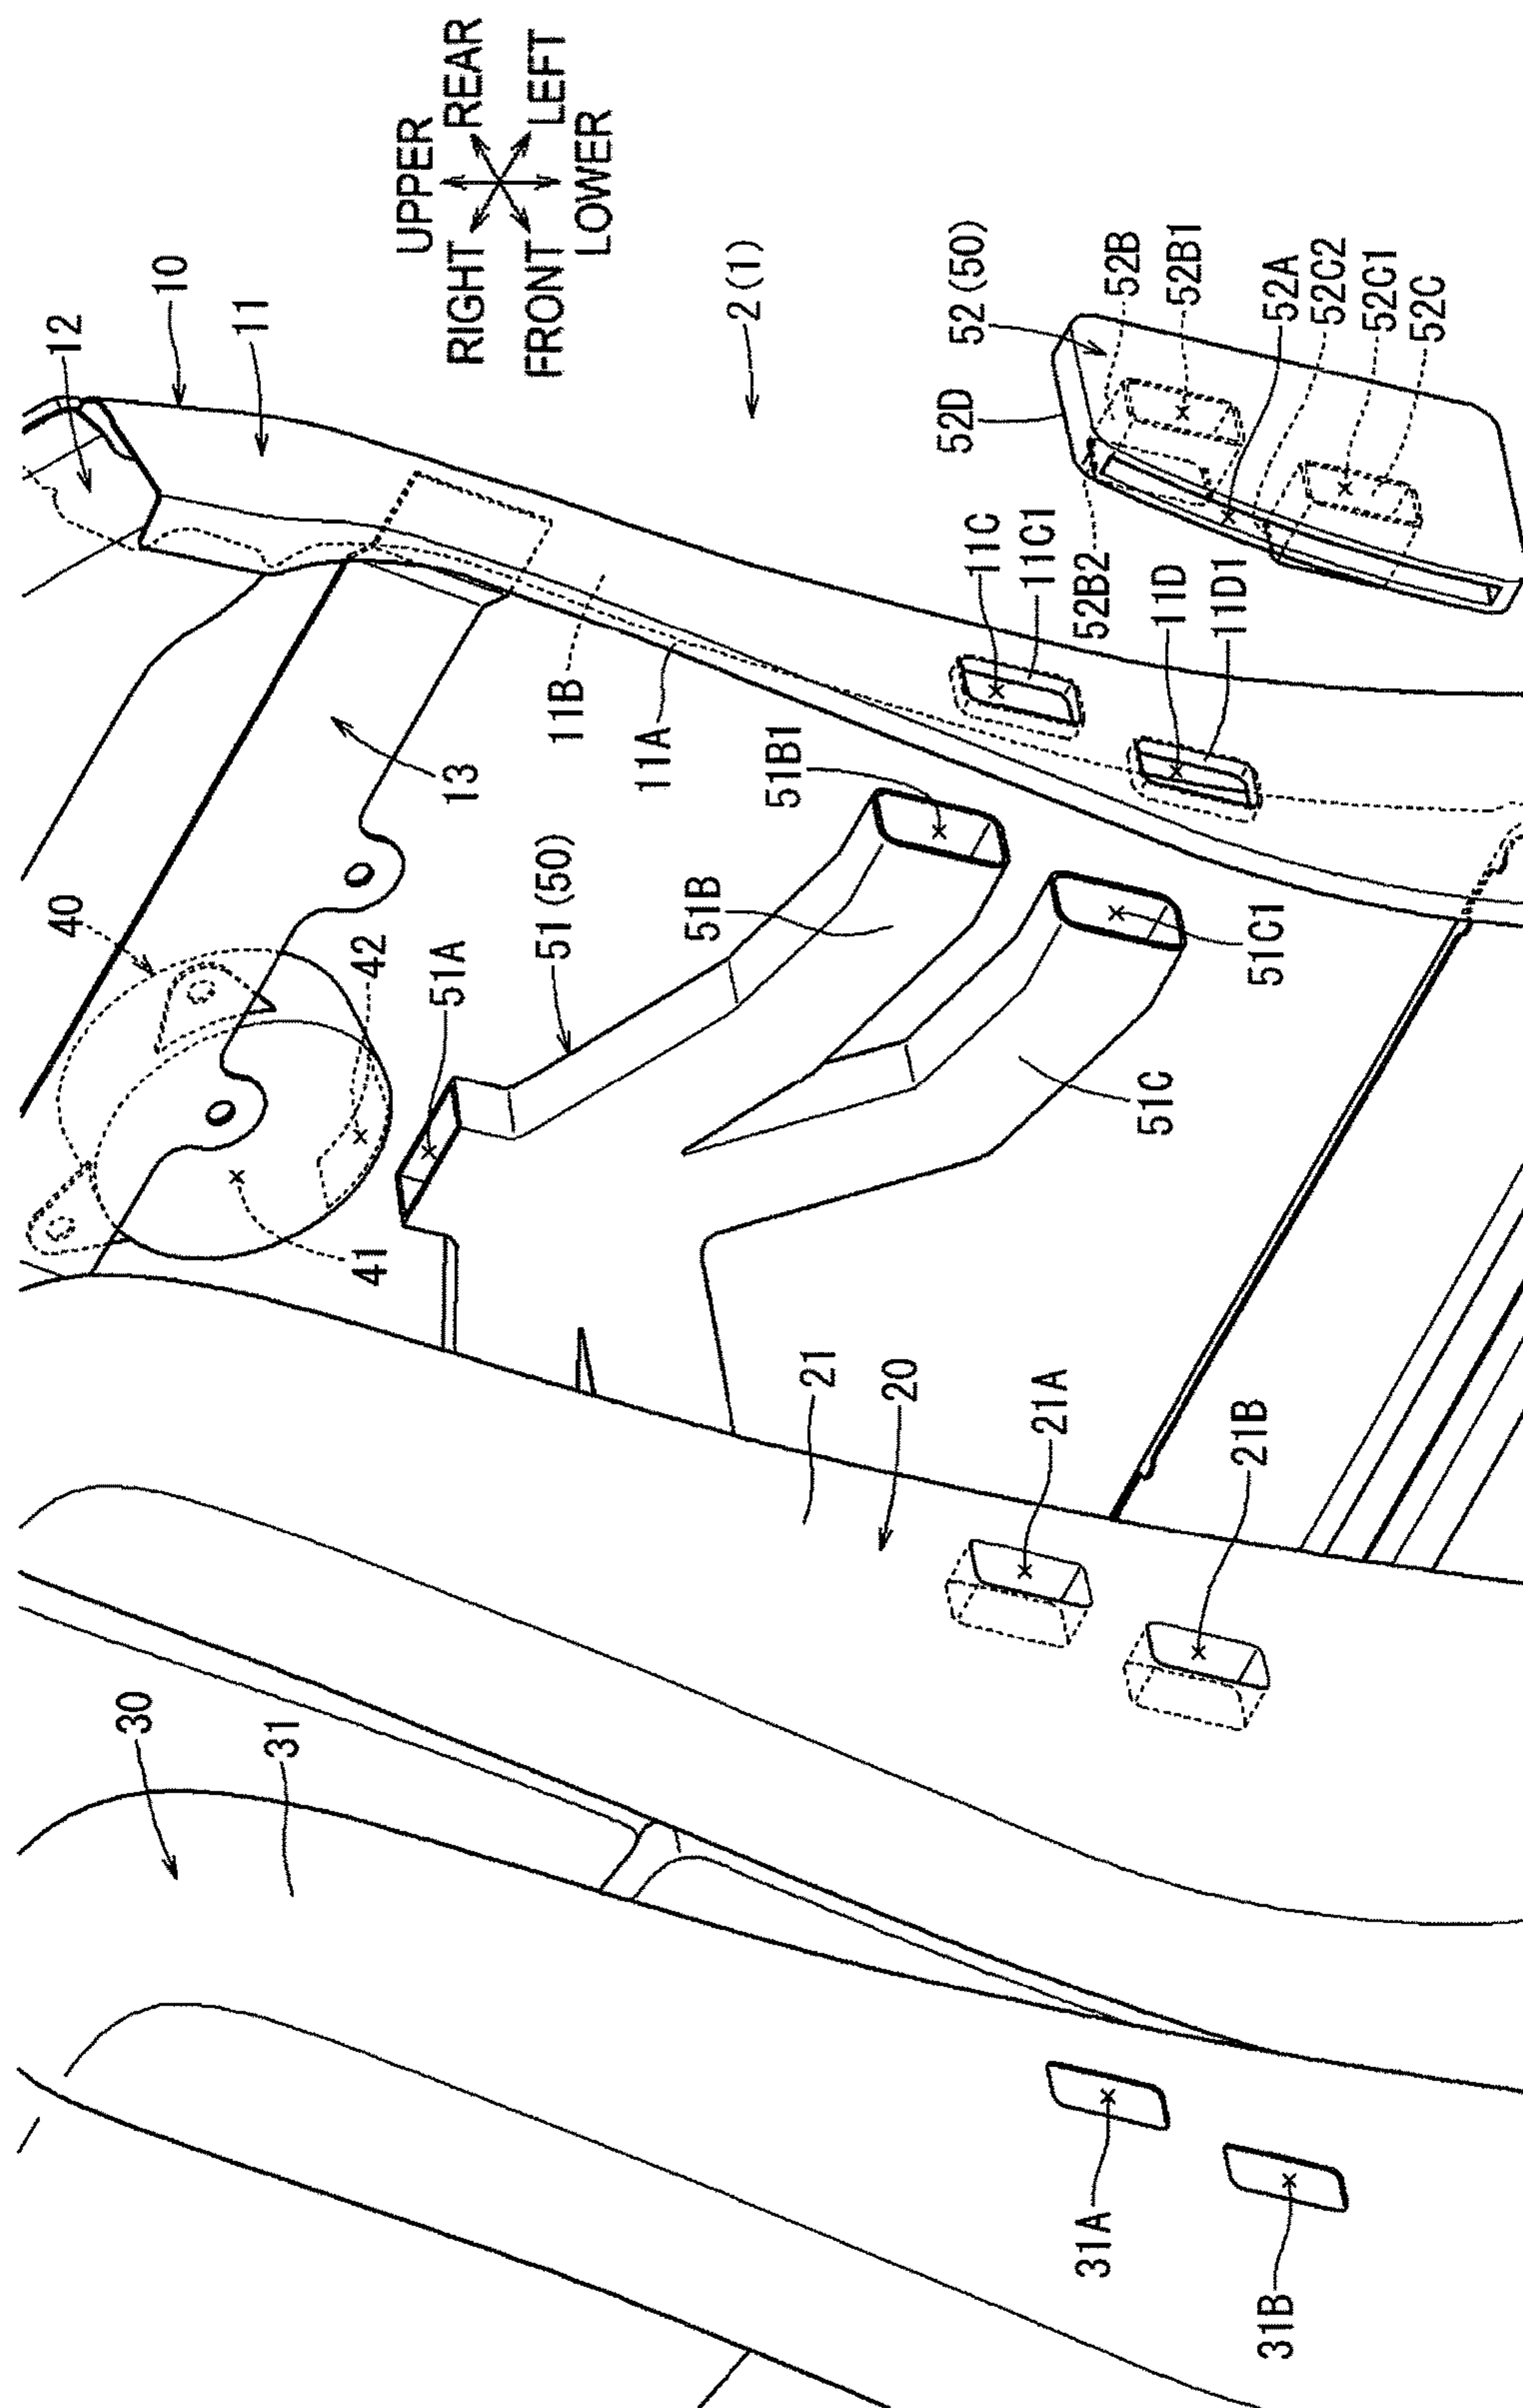 12
10
11
UPPER
REAR
RIGHT
LEFT
FRONT
LOWER
2(1)
52(50)
52D
52B
52B1
52A
52C2
52C1
52C
52B2
11C
11C1
11D
11D1
11B
11A
13
40
42
41
51A
51(50)
51B
51B1
51C
51C1
21
20
21A
21B
30
31
31A
31B